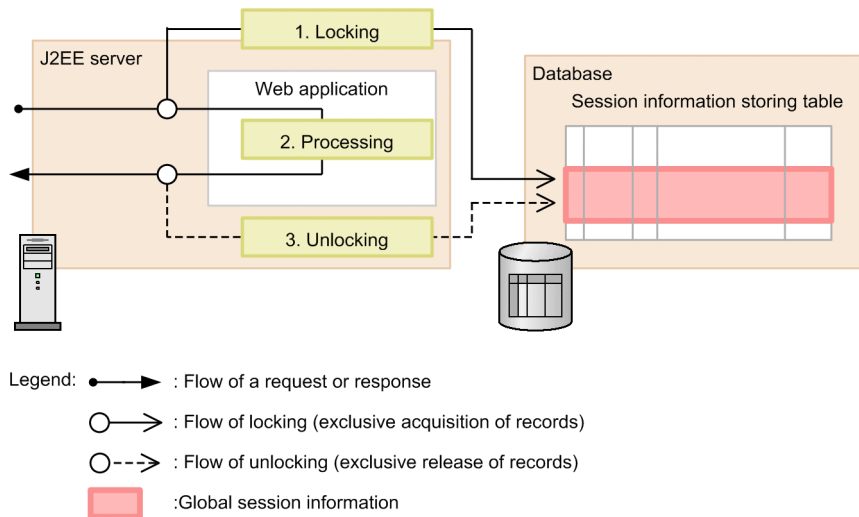 1. Locking
J2EE server
Web application
2. Processing
3. Unlocking
Database
Session information storing table
Legend:
: Flow of a request or response
: Flow of locking (exclusive acquisition of records)
: Flow of unlocking (exclusive release of records)
:Global session information